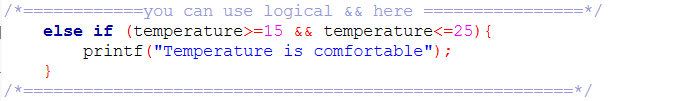 /*============you can use logical && here ================*/
else if (temperature>=15 && temperature<=25){
printf("Temperature is comfortable");
}
/*=======================================================*/